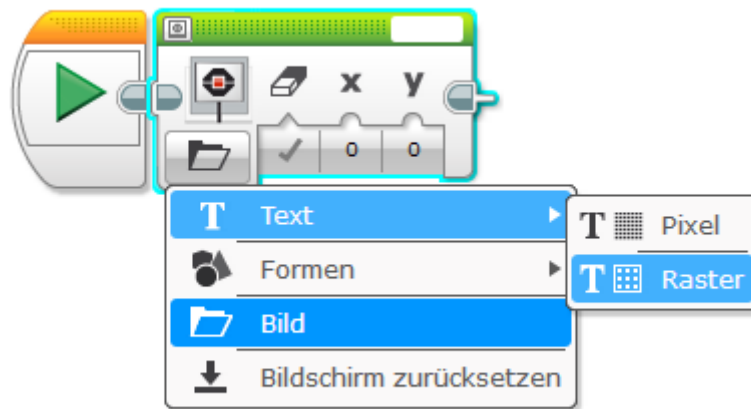 x y
0 0
T Text
T Pixel
Formen
T Raster
Bild
Bildschirm zurücksetzen